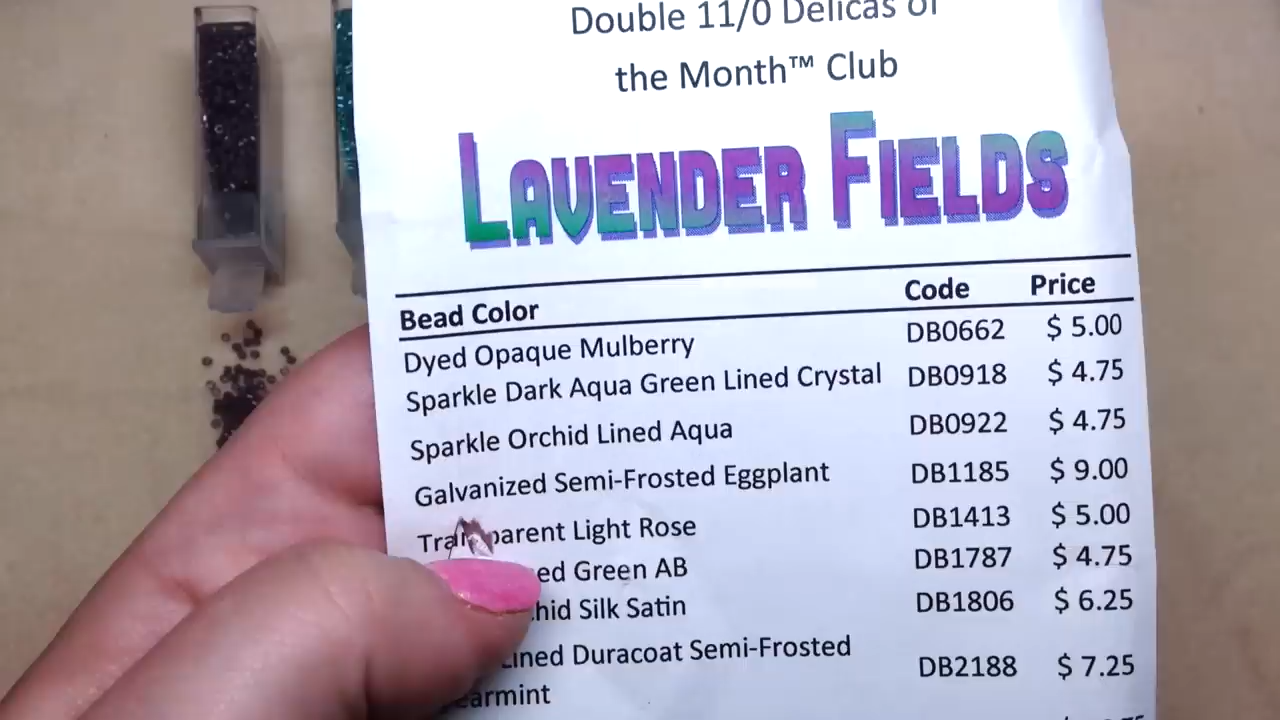 Double 11/0 Delicas of
the Month™ Club
LAVENDER FIELDS
Bead Color Code Price
Dyed Opaque Mulberry DB0662 $ 5.00
Sparkle Dark Aqua Green Lined Crystal DB0918 $ 4.75
Sparkle Orchid Lined Aqua DB0922 $ 4.75
Galvanized Semi-Frosted Eggplant DB1185 $ 9.00
Transparent Light Rose DB1413 $ 5.00
Green AB DB1787 $ 4.75
Silk Satin DB1806 $ 6.25
Lined Duracoat Semi-Frosted
DB2188 $ 7.25